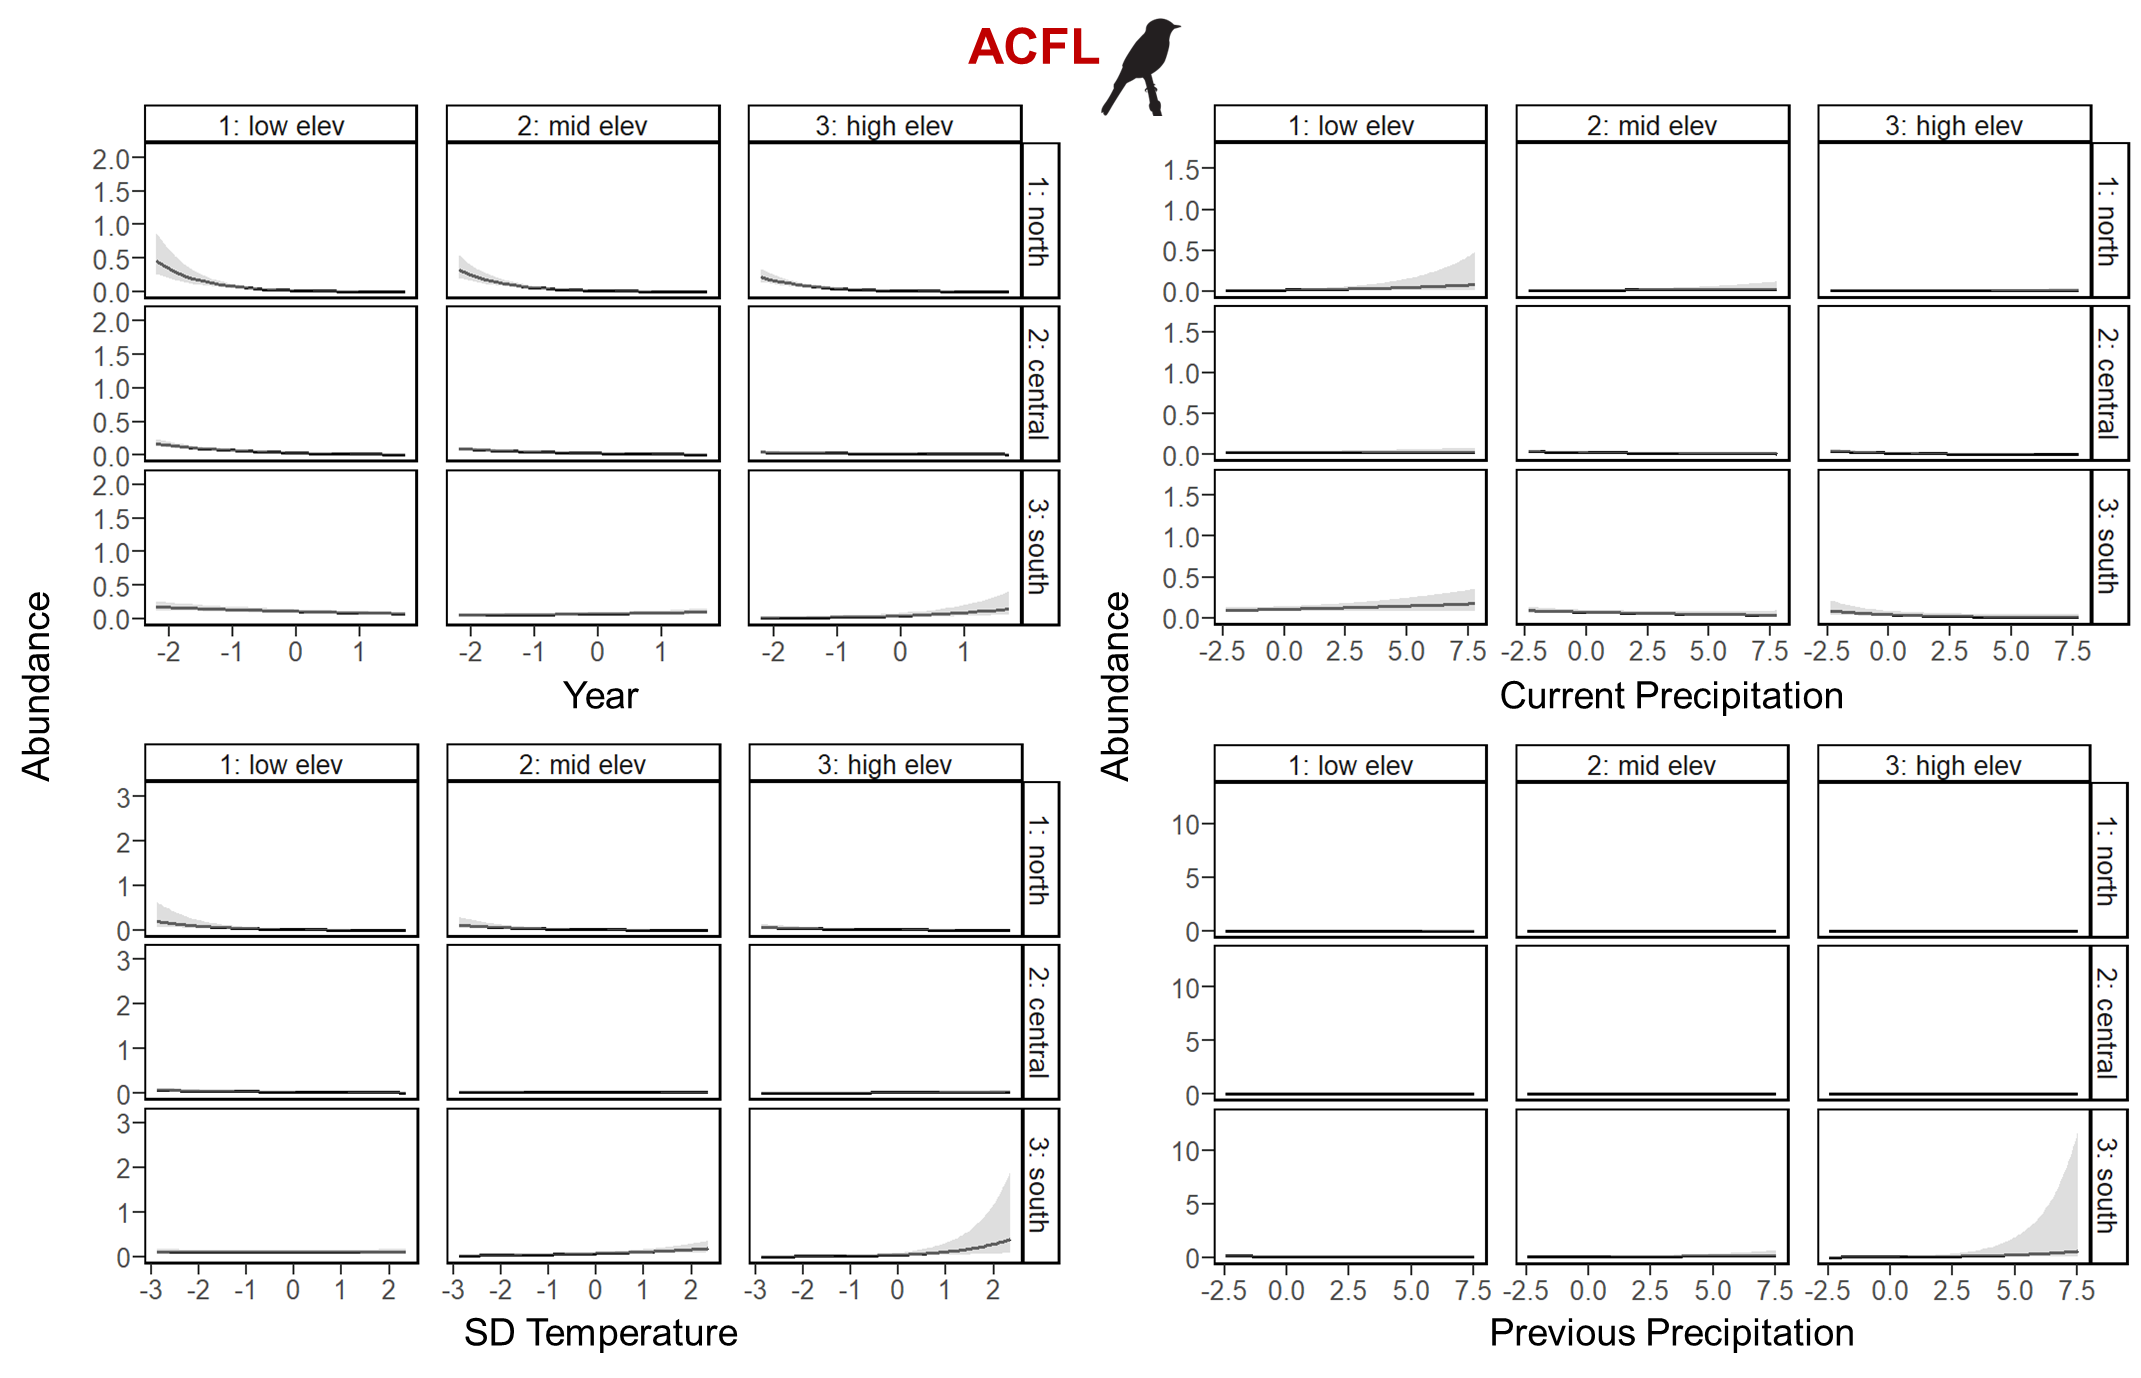 ACFL
1: low elev 2: mid elev 3: high elev
2.0
1.5
1.0
0.5
0.0
1: north
2.0
1.5
1.0
0.5
0.0
2: central
2.0
1.5
1.0
0.5
0.0
3: south
-2 -1 0 1 -2 -1 0 1 -2 -1 0 1
Year
Abundance
1: low elev 2: mid elev 3: high elev
1.5
1.0
0.5
0.0
1: north
1.5
1.0
0.5
0.0
2: central
1.5
1.0
0.5
0.0
3: south
-2.5 0.0 2.5 5.0 7.5 -2.5 0.0 2.5 5.0 7.5 -2.5 0.0 2.5 5.0 7.5
Current Precipitation
Abundance
1: low elev 2: mid elev 3: high elev
3
2
1
0
1: north
3
2
1
0
2: central
3
2
1
0
3: south
-3 -2 -1 0 1 2 -3 -2 -1 0 1 2 -3 -2 -1 0 1 2
SD Temperature
1: low elev 2: mid elev 3: high elev
10
5
0
1: north
10
5
0
2: central
10
5
0
3: south
-2.5 0.0 2.5 5.0 7.5 -2.5 0.0 2.5 5.0 7.5 -2.5 0.0 2.5 5.0 7.5
Previous Precipitation